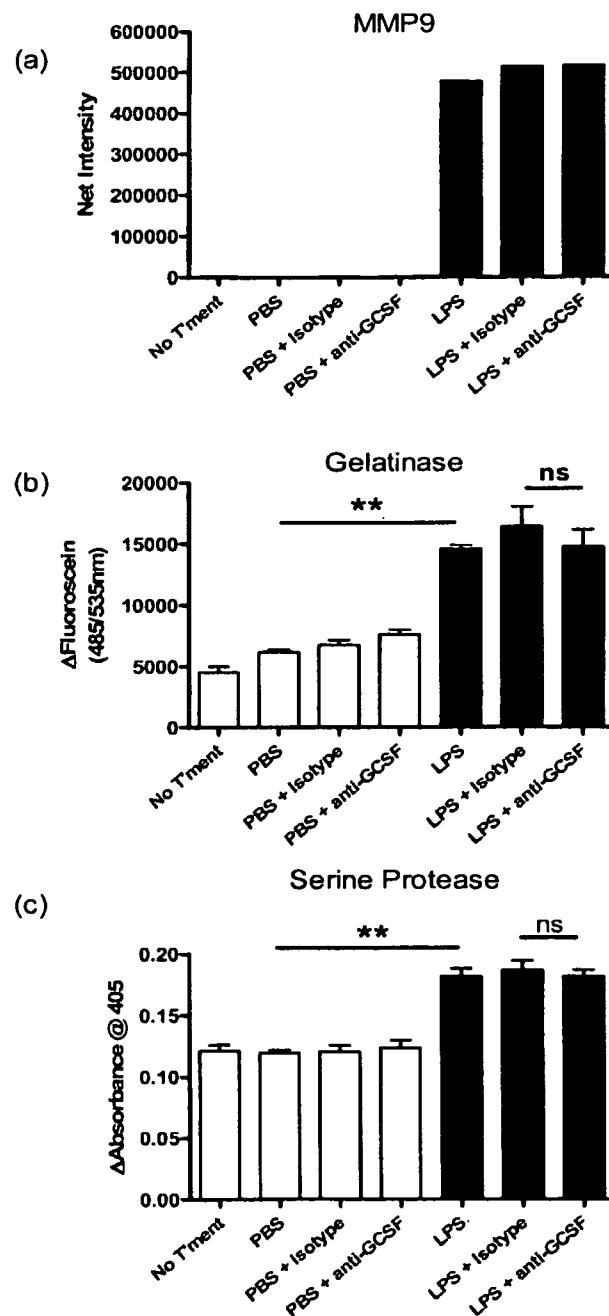 MMP9
(a)
600000
500000
400000
300000
200000
100000
0
Net Intensity
No T'ment
PBS
PBS + Isotype
PBS + anti-GCSF
LPS
LPS + Isotype
LPS + anti-GCSF
(b)
Gelatinase
20000
15000
10000
5000
0
ΔFluoroscein
(485/535nm)
**
ns
No T'ment
PBS
PBS + Isotype
PBS + anti-GCSF
LPS
LPS + Isotype
LPS + anti-GCSF
Serine Protease
(c)
0.20
0.15
0.10
0.05
0.00
ΔAbsorbance @ 405
**
ns
No T'ment
PBS
PBS + Isotype
PBS + anti-GCSF
LPS.
LPS + Isotype
LPS + anti-GCSF